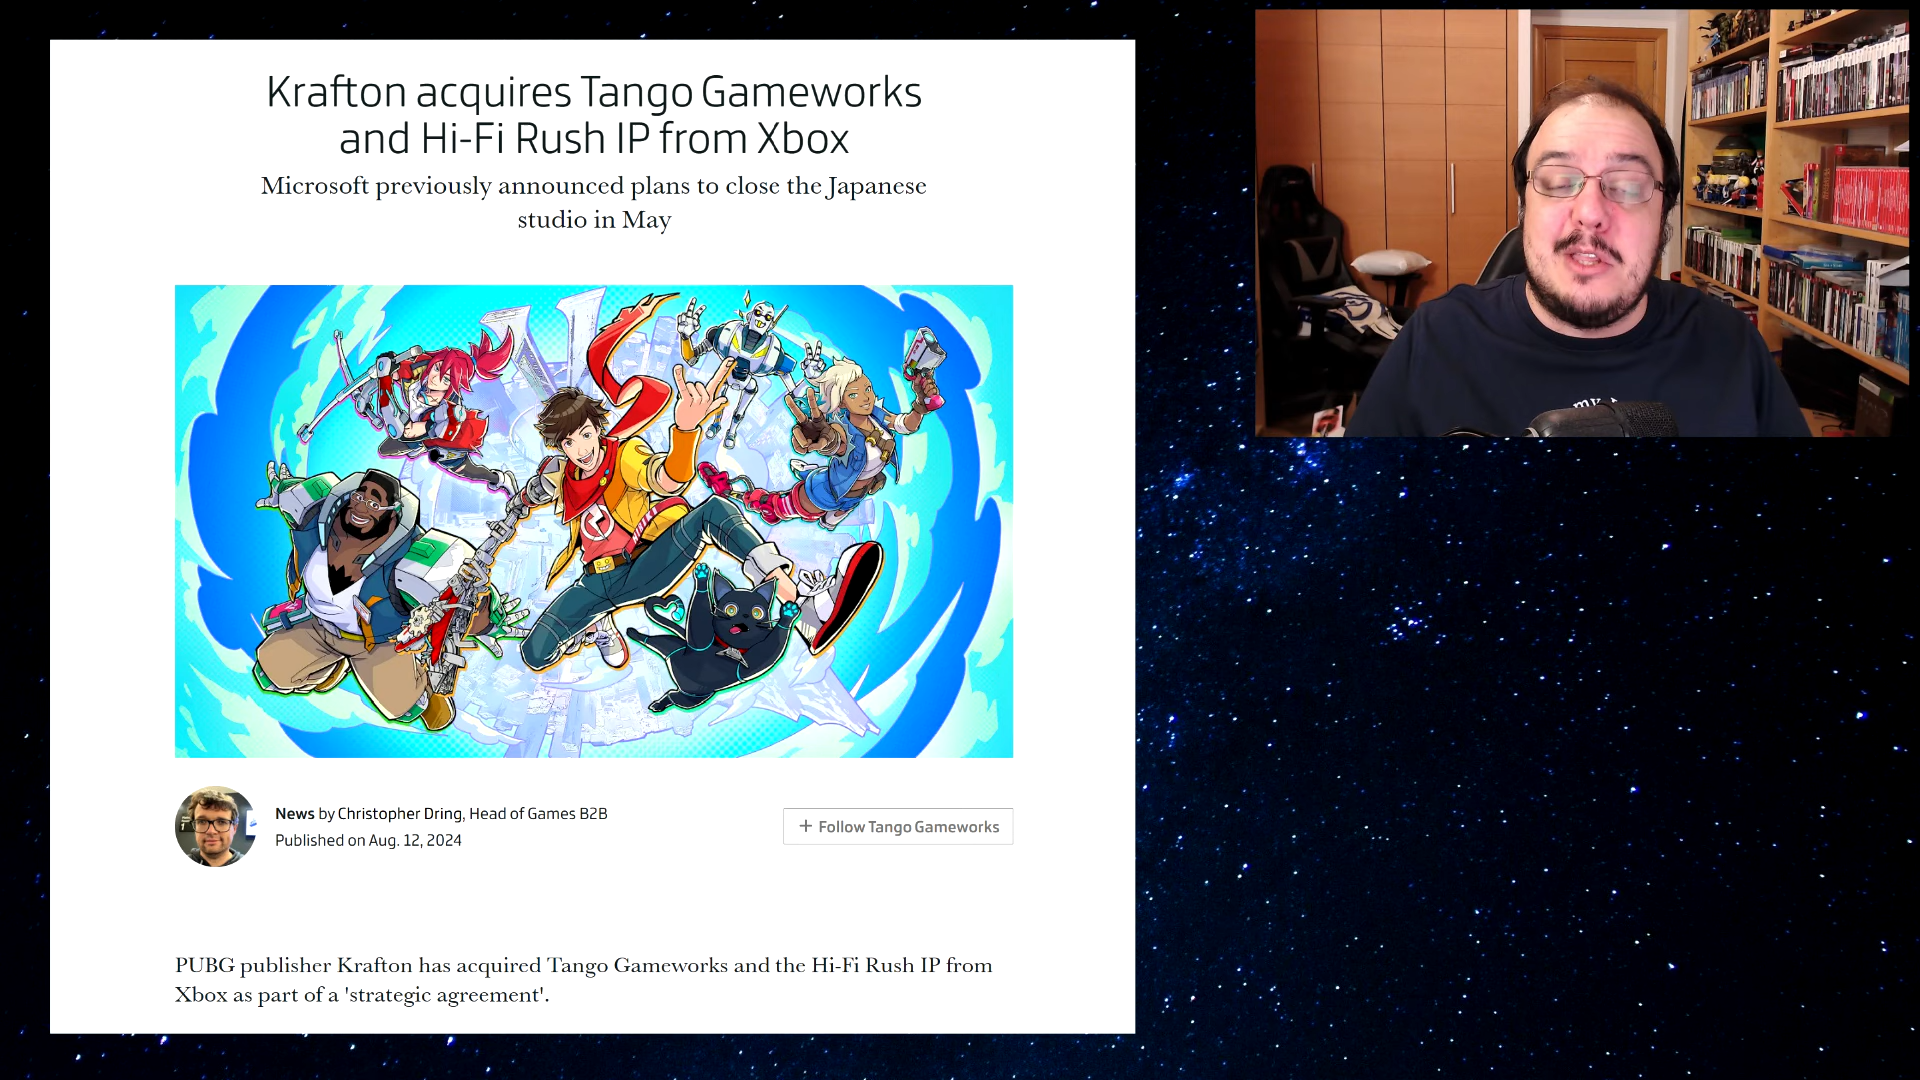 Krafton acquires Tango Gameworks
and Hi-Fi Rush IP from Xbox
Microsoft previously announced plans to close the Japanese
studio in May
News by Christopher Dring, Head of Games B2B
Published on Aug. 12, 2024
+ Follow Tango Gameworks
PUBG publisher Krafton has acquired Tango Gameworks and the Hi-Fi Rush IP from
Xbox as part of a 'strategic agreement'.